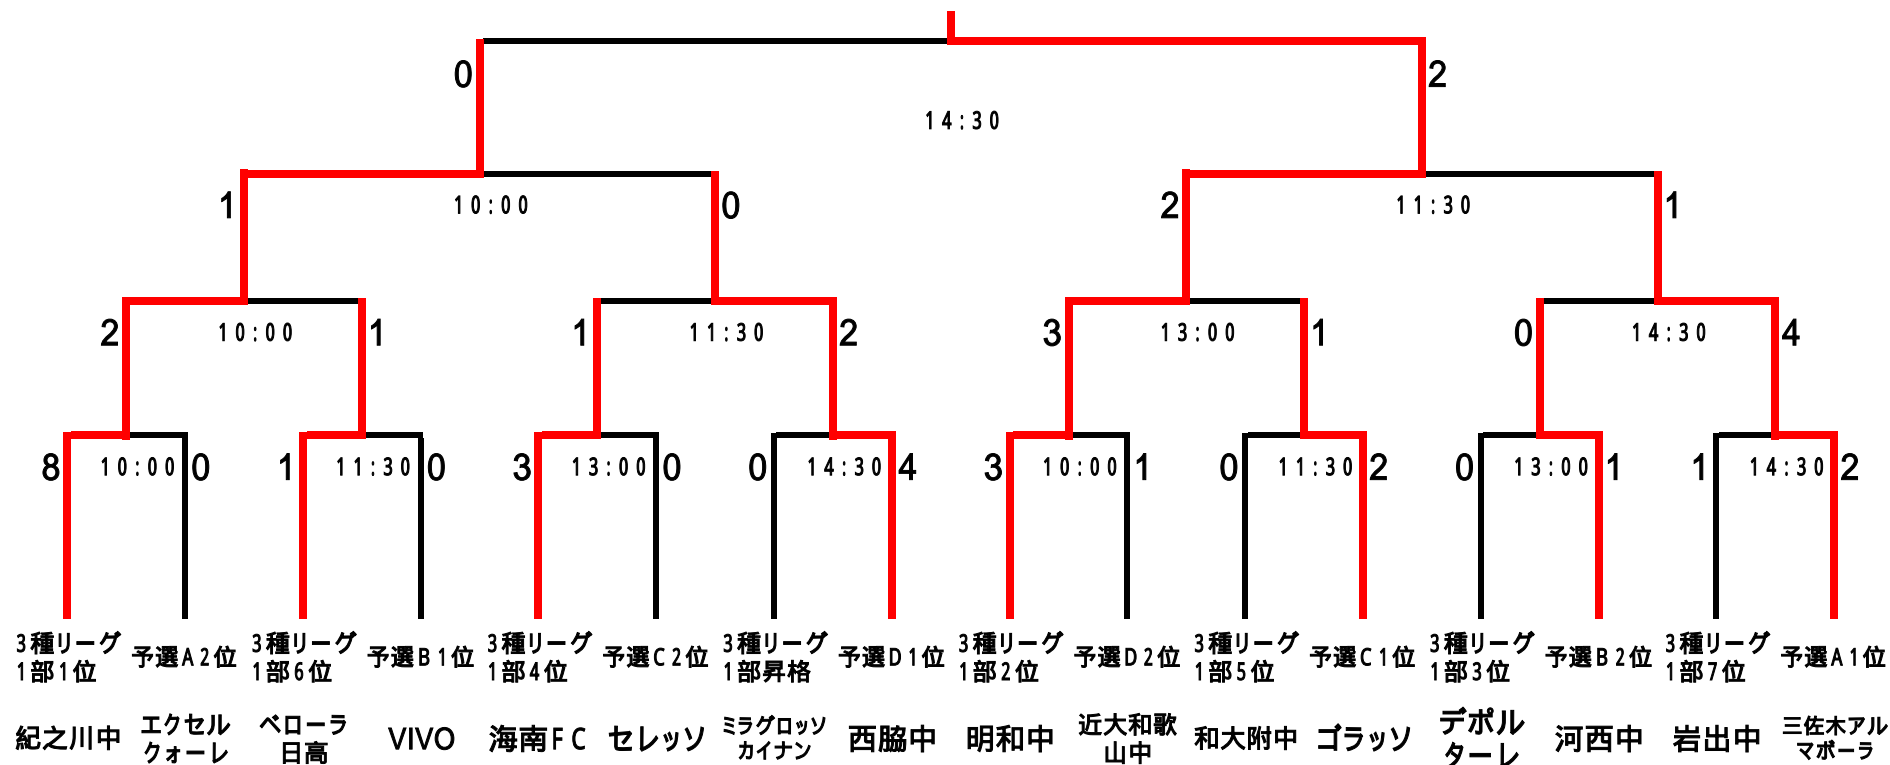 0 2
14:30
1 10:00 0 2 11:30 1
2 10:00 1 1 11:30 2 3 13:00 1 0 14:30 4
8 10:00 0 1 11:30 0 3 13:00 0 0 14:30 4 3 10:00 1 0 11:30 2 0 13:00 1 1 14:30 2
3種リーグ
1部1位
予選A2位
3種リーグ
1部6位
予選B1位
3種リーグ
1部4位
予選C2位
3種リーグ
1部昇格
予選D1位
3種リーグ
1部2位
予選D2位
3種リーグ
1部5位
予選C1位
3種リーグ
1部3位
予選B2位
3種リーグ
1部7位
予選A1位
紀之川中
エクセル
クォーレ
ベローラ
日高
VIVO
海南FC
セレッソ
ミラグロッソ
カイナン
西脇中
明和中
近大和歌
山中
和大附中
ゴラッソ
デポル
ターレ
河西中
岩出中
三佐木アル
マボーラ